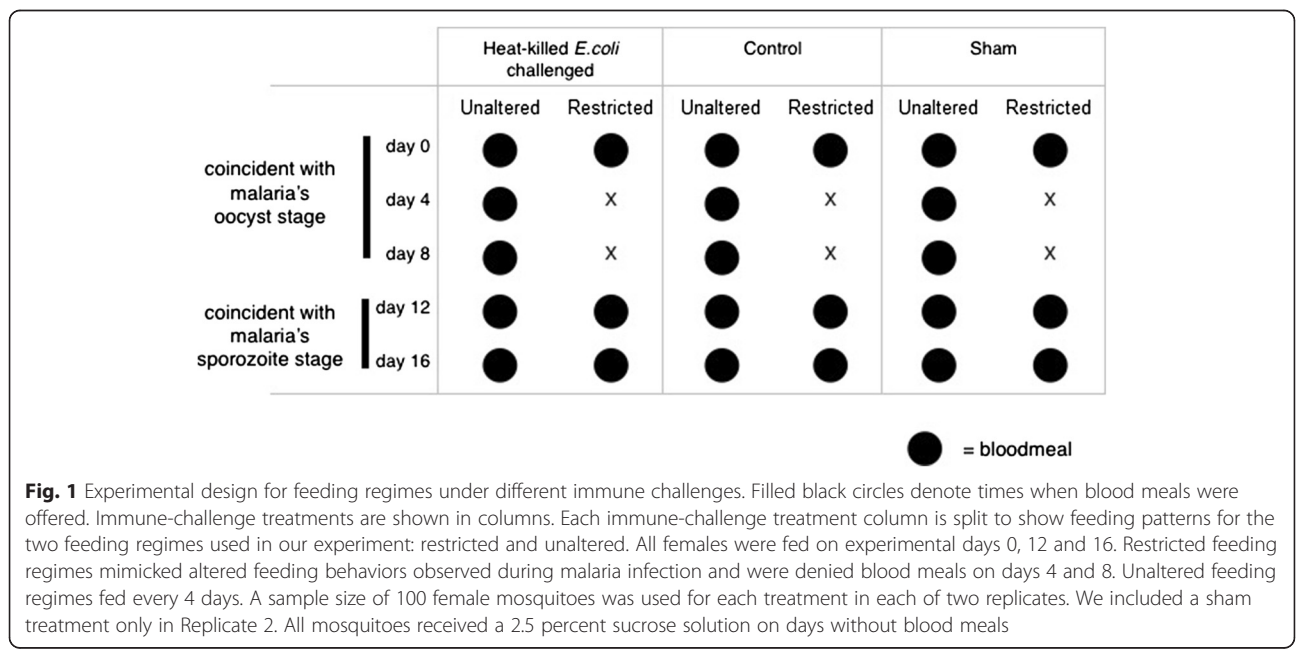 Heat-killed E.coli challenged Control Sham
Unaltered Restricted Unaltered Restricted Unaltered Restricted
coincident with
malaria's
oocyst stage
day 0
day 4 X X X
day 8 X X X
coincident with
malaria's
sporozoite stage
day 12
day 16
= bloodmeal
Fig. 1 Experimental design for feeding regimes under different immune challenges. Filled black circles denote times when blood meals were
offered. Immune-challenge treatments are shown in columns. Each immune-challenge treatment column is split to show feeding patterns for the
two feeding regimes used in our experiment: restricted and unaltered. All females were fed on experimental days 0, 12 and 16. Restricted feeding
regimes mimicked altered feeding behaviors observed during malaria infection and were denied blood meals on days 4 and 8. Unaltered feeding
regimes fed every 4 days. A sample size of 100 female mosquitoes was used for each treatment in each of two replicates. We included a sham
treatment only in Replicate 2. All mosquitoes received a 2.5 percent sucrose solution on days without blood meals